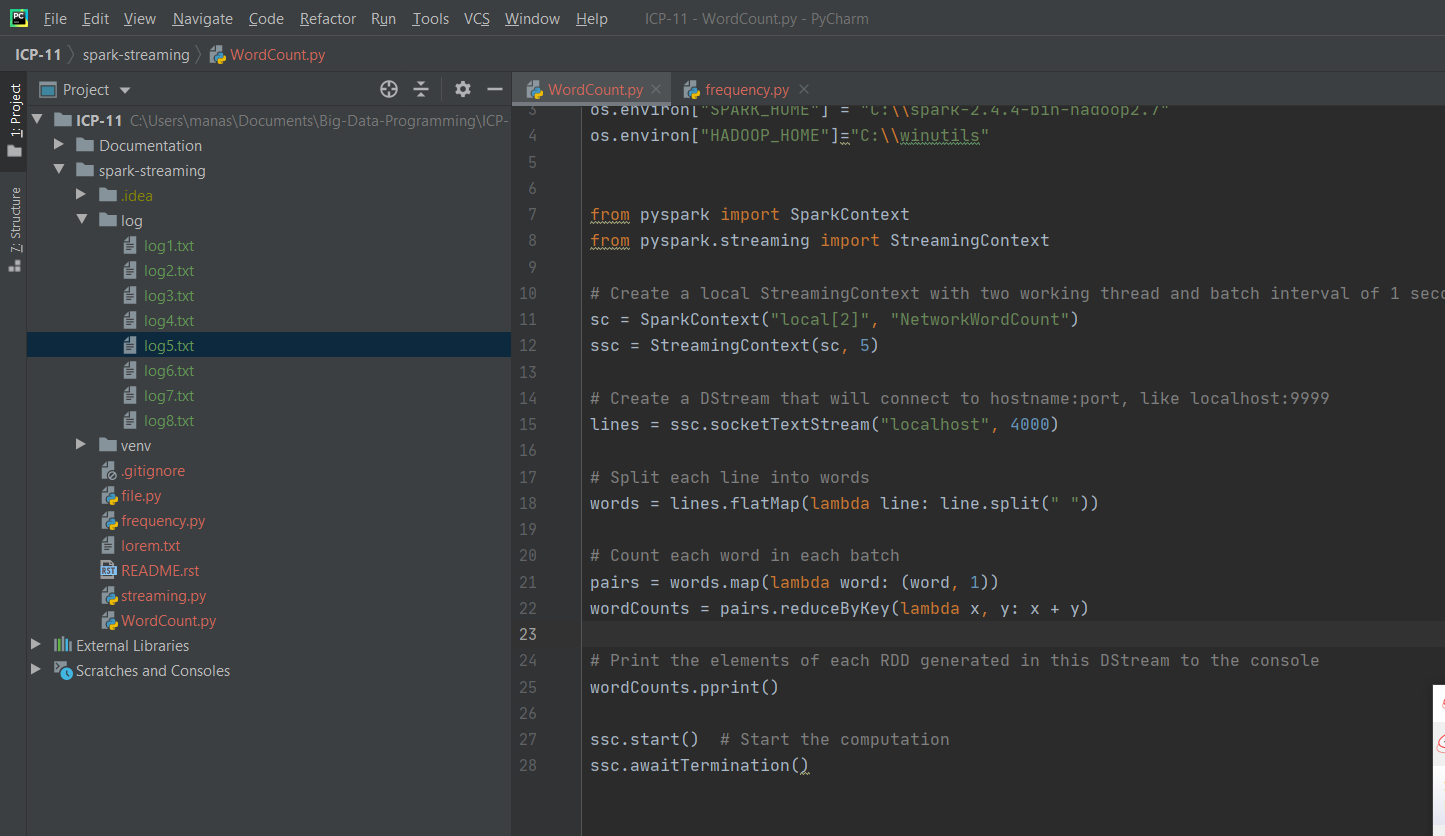 PC File Edit View Navigate Code Refactor Run Tools VCS Window Help ICP-11 - WordCount.py - PyCharm
ICP-11 spark-streaming WordCount.py
1: Project
7: Structure
Project
ICP-11 C:\Users\manas\Documents\Big-Data-Programming\ICP-
Documentation
spark-streaming
.idea
log
log1.txt
log2.txt
log3.txt
log4.txt
log5.txt
log6.txt
log7.txt
log8.txt
venv
.gitignore
file.py
frequency.py
lorem.txt
RST README.rst
streaming.py
WordCount.py
External Libraries
Scratches and Consoles
WordCount.py frequency.py
3 os.environ["SPARK_HOME"] = "C:\\spark-2.4.4-bin-hadoop2.7"
4 os.environ["HADOOP_HOME"]="C:\\winutils"
5
6
7 from pyspark import SparkContext
8 from pyspark.streaming import StreamingContext
9
10 # Create a local StreamingContext with two working thread and batch interval of 1 seco
11 sc = SparkContext("local[2]", "NetworkWordCount")
12 ssc = StreamingContext(sc, 5)
13
14 # Create a DStream that will connect to hostname:port, like localhost:9999
15 lines = ssc.socketTextStream("localhost", 4000)
16
17 # Split each line into words
18 words = lines.flatMap(lambda line: line.split(" "))
19
20 # Count each word in each batch
21 pairs = words.map(lambda word: (word, 1))
22 wordCounts = pairs.reduceByKey(lambda x, y: x + y)
23
24 # Print the elements of each RDD generated in this DStream to the console
25 wordCounts.pprint()
26
27 ssc.start()  # Start the computation
28 ssc.awaitTermination()